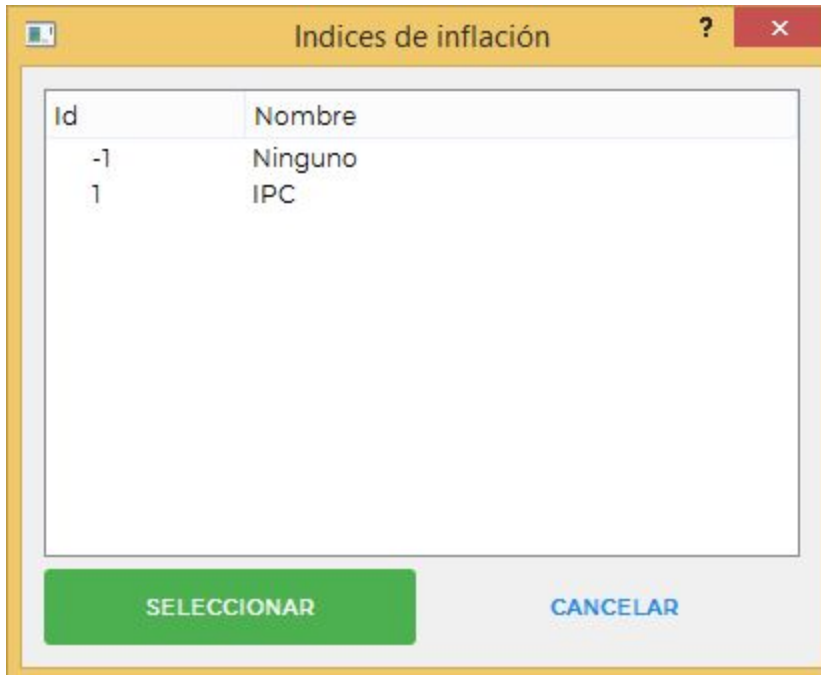 Indices de inflación ?
Id Nombre
-1 Ninguno
1 IPC
SELECCIONAR CANCELAR